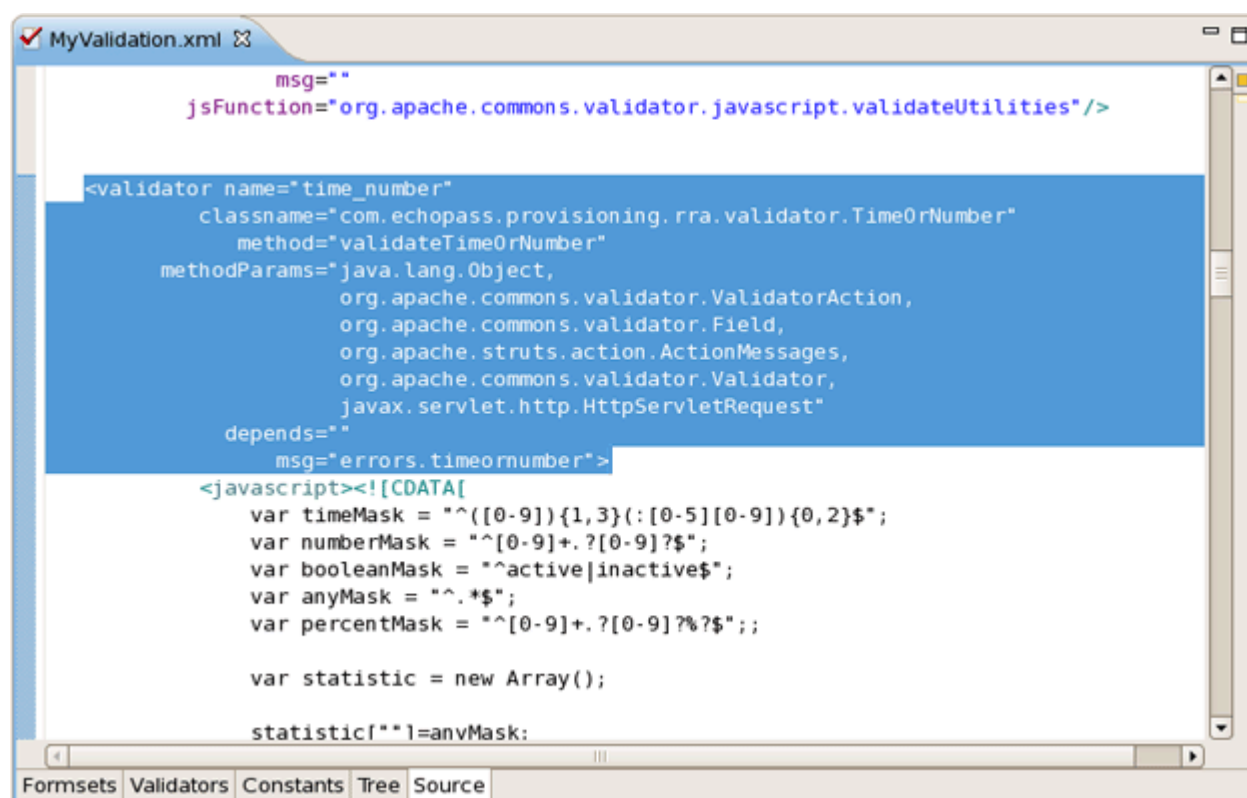 MyValidation.xml
msg=""
jsFunction="org.apache.commons.validator.javascript.validateUtilities"/>
<validator name="time_number"
classname="com.echopass.provisioning.rra.validator.TimeOrNumber"
method="validateTimeOrNumber"
methodParams="java.lang.Object,
org.apache.commons.validator.ValidatorAction,
org.apache.commons.validator.Field,
org.apache.struts.action.ActionMessages,
org.apache.commons.validator.Validator,
javax.servlet.http.HttpServletRequest"
depends=""
msg="errors.timeornumber">
<javascript><![CDATA[
var timeMask = "^([0-9]){1,3}(:[0-5][0-9]){0,2}$";
var numberMask = "^[0-9]+.?[0-9]?$";
var booleanMask = "^active|inactive$";
var anyMask = "^.*$";
var percentMask = "^[0-9]+.?[0-9]?%?$";;
var statistic = new Array();
statistic[""]=anyMask;
Formsets Validators Constants Tree Source